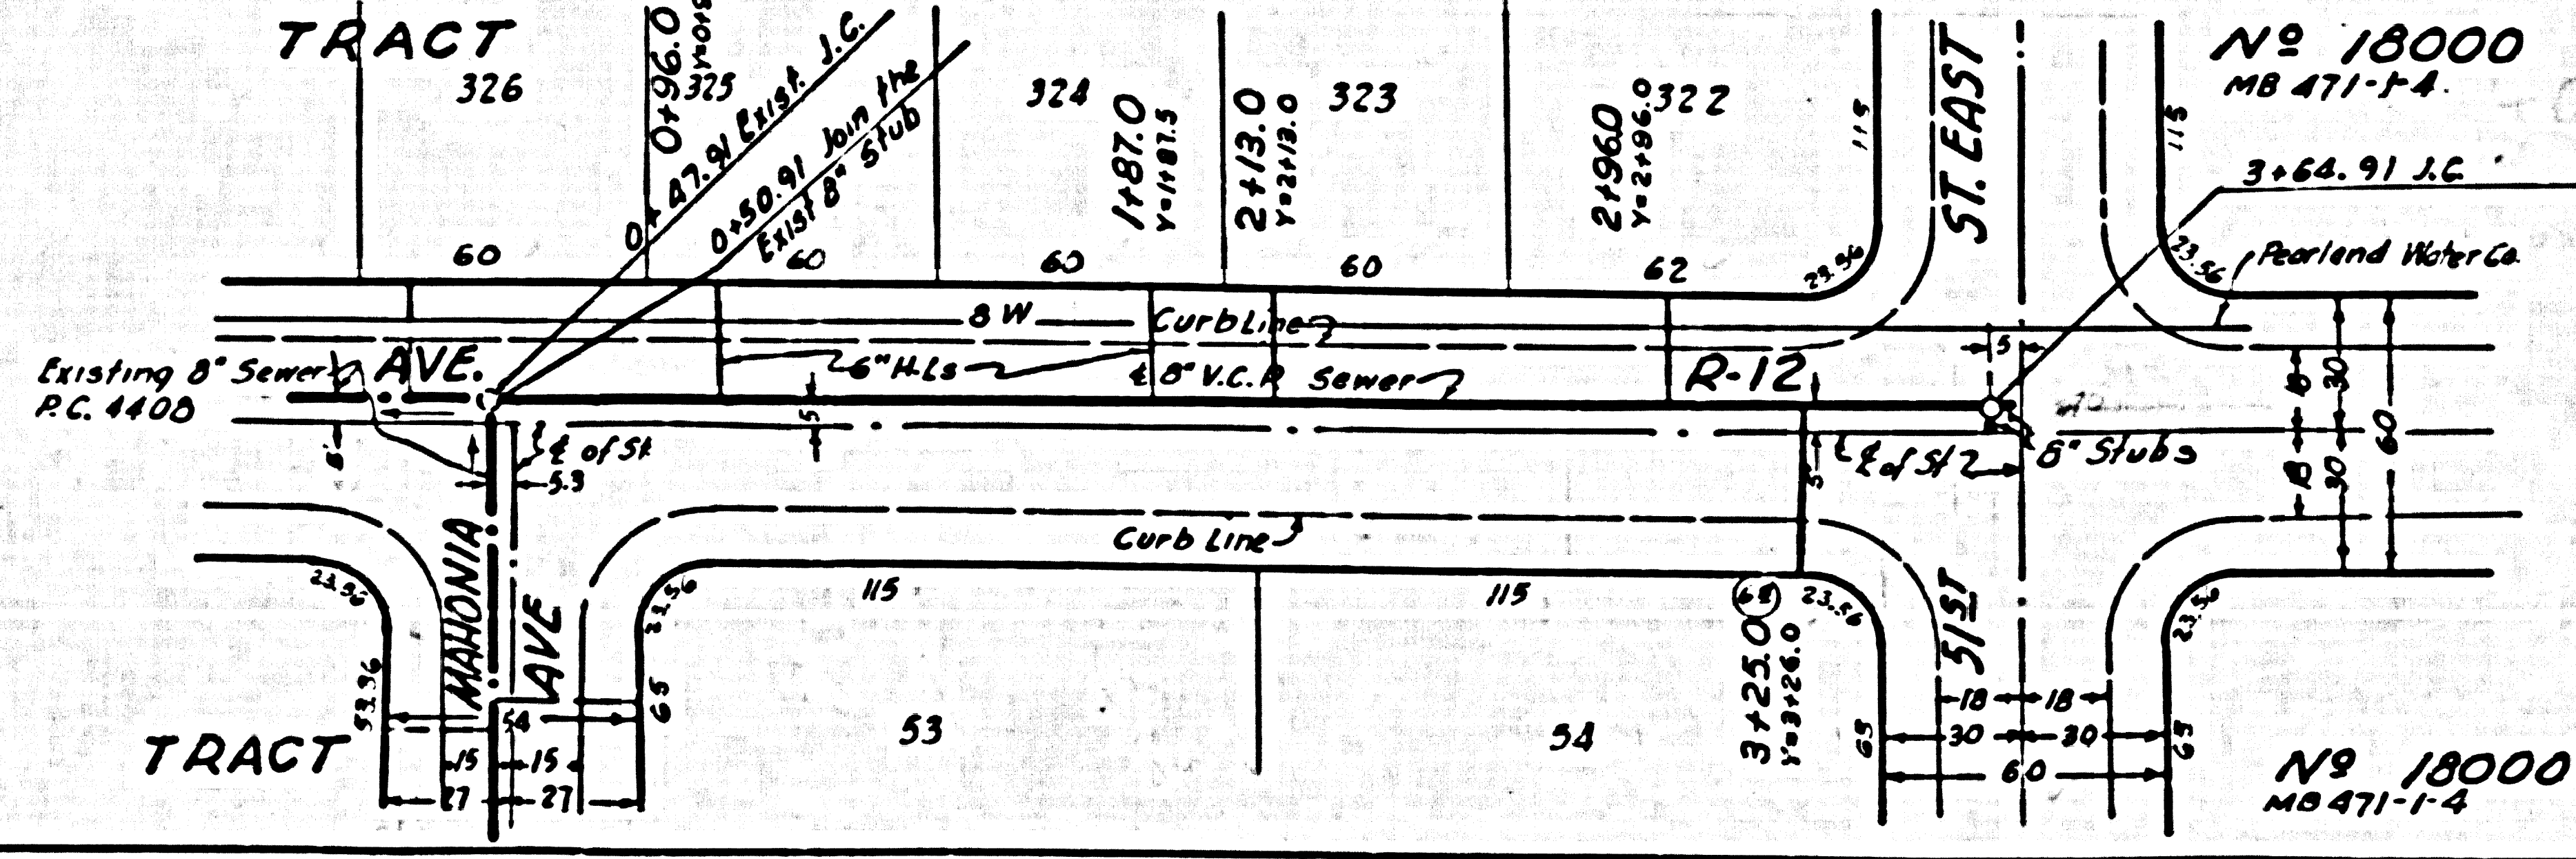 TRACT
326
0+96.0
325
0+47.91 Exist. J.C.
0+50.91 Join the
Exist 8" Stub
324
1+87.0
Y=1+87.5
2+13.0
Y=2+13.0
323
2+96.0
Y=2+96.0
322
115
ST. EAST
115
Nº 18000
MB 471-1-4.
3+64.91 J.C.
60
60
60
60
62
23.56
23.56
Pearland Water Co.
8 W
Curb Line
Existing 8" Sewer
P.C. 4408
AVE.
6" H.Ls
5
℄ 8" V.C.P. Sewer
R-12
5
8" Stubs
18
30
60
18
30
6
℄ of St
5.3
5
℄ of St
Curb Line
23.56
MAHONIA
AVE
23.56
115
115
68
23.56
51ST
23.56
3+25.0
Y=3+26.0
53.96
65
54
53
54
65
18
18
65
TRACT
15
15
30
30
27
27
60
Nº 18000
MB 471-1-4